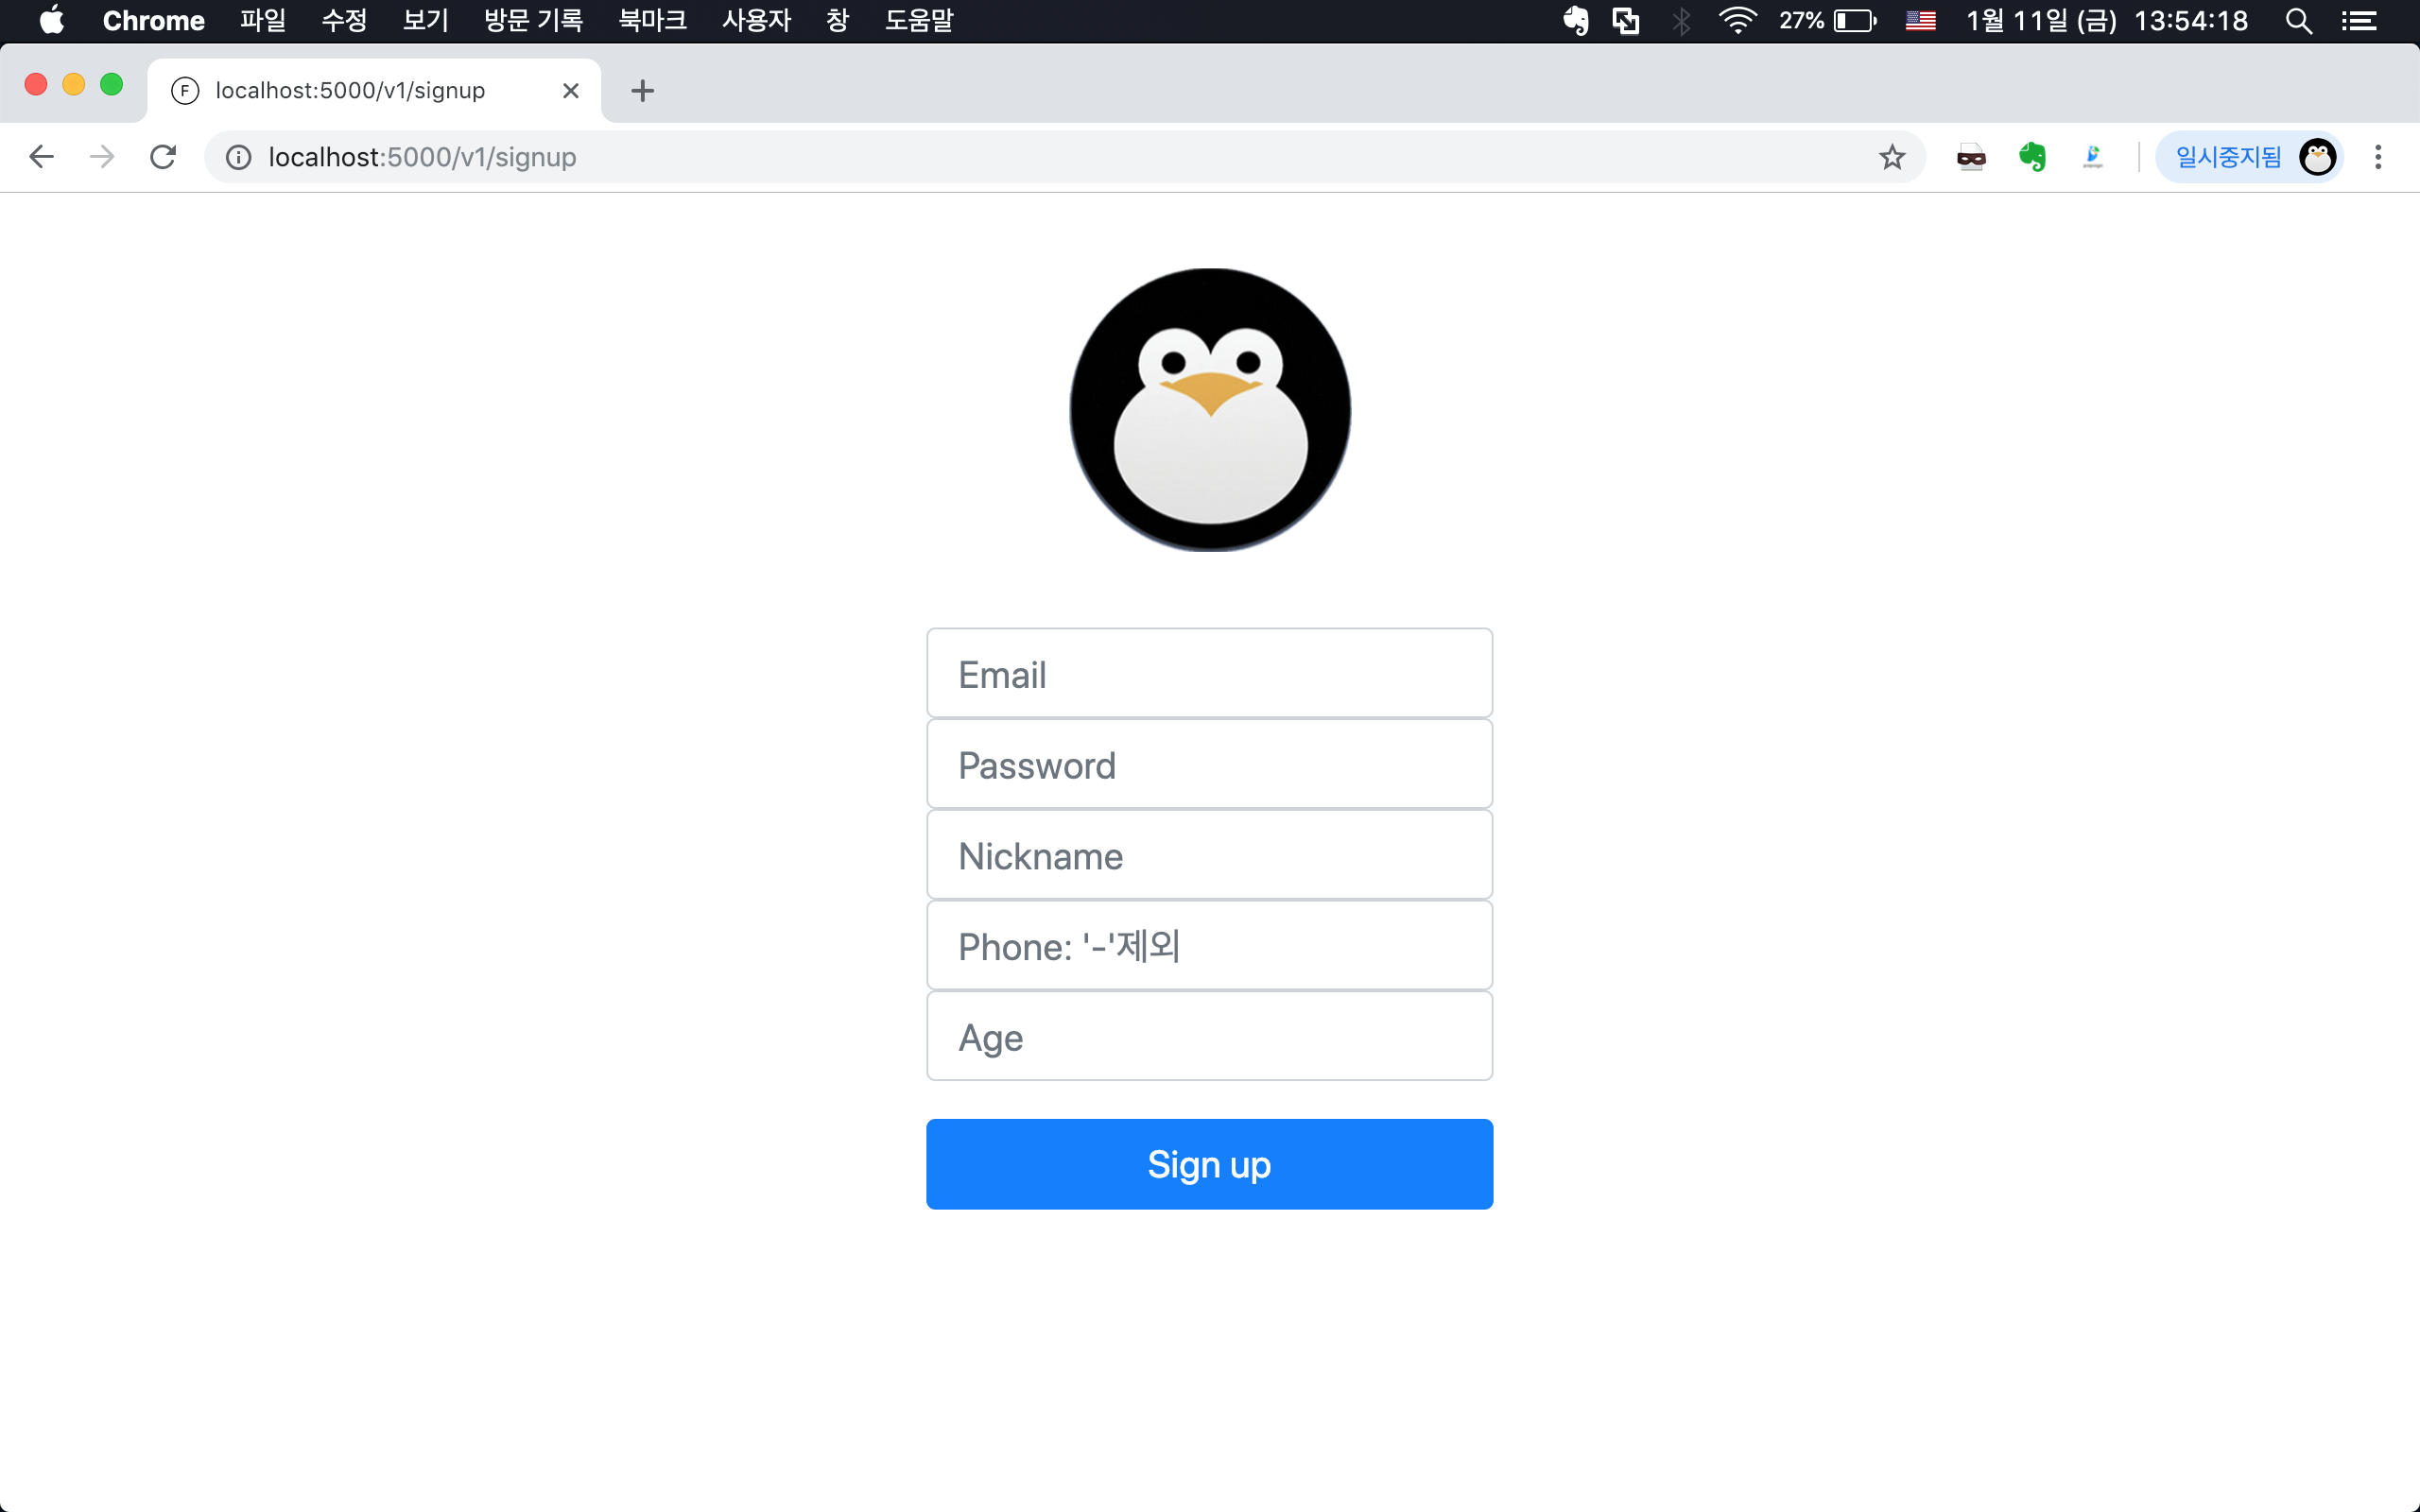 Chrome 파일 수정 보기 방문 기록 북마크 사용자 창 도움말 27% 1월 11일 (금) 13:54:18
F localhost:5000/v1/signup
localhost:5000/v1/signup 일시중지됨
Email
Password
Nickname
Phone: '-'제외
Age
Sign up